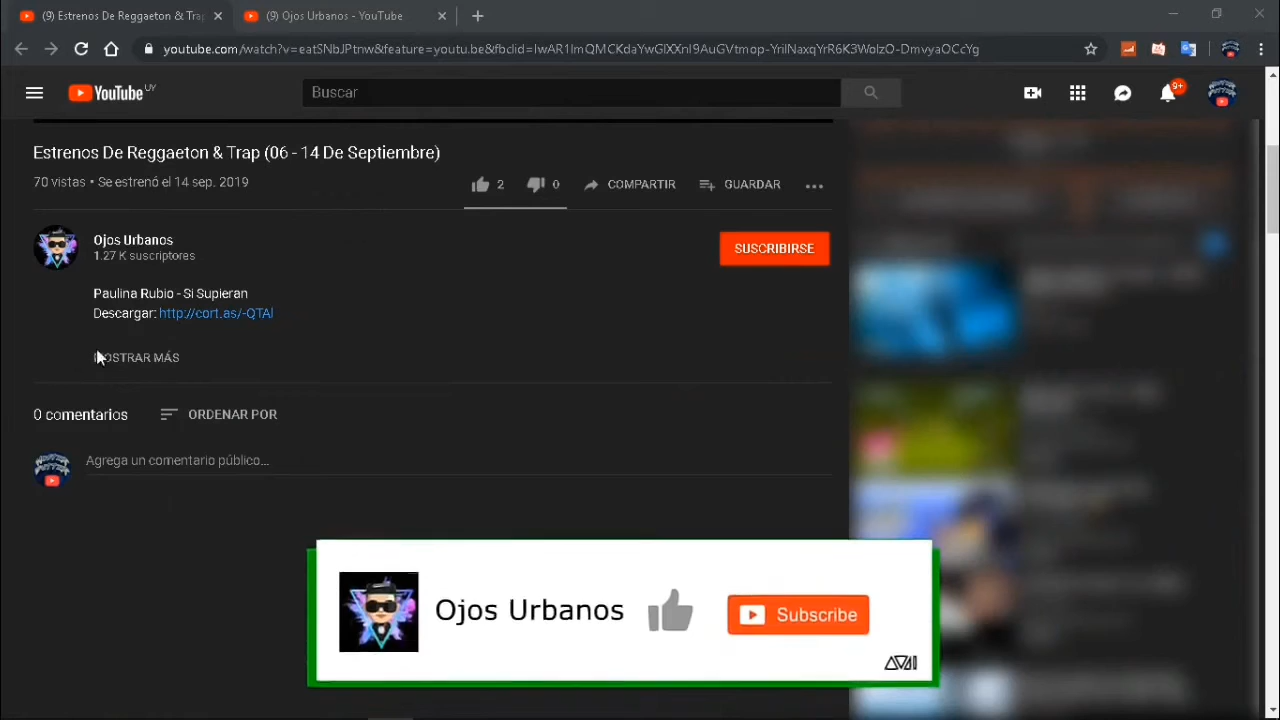 (9) Estrenos De Reggaeton & Tra
(9) Ojos Urbanos - YouTube
youtube.com/watch?v=eatSNbJPtnw&feature=youtu.be&fbclid=IwAR1ImQMCKdaYwGlXXnI9AuGVtmop-YrilNaxqYrR6K3WolzO-DmvyaOCcYg
YouTube UY
Buscar
9+
Estrenos De Reggaeton & Trap (06 - 14 De Septiembre)
70 vistas • Se estrenó el 14 sep. 2019
2
0
COMPARTIR
GUARDAR
Ojos Urbanos
1.27 K suscriptores
SUSCRIBIRSE
Paulina Rubio - Si Supieran
Descargar: http://cort.as/-QTAl
MOSTRAR MÁS
0 comentarios
ORDENAR POR
Agrega un comentario público...
Ojos Urbanos
Subscribe